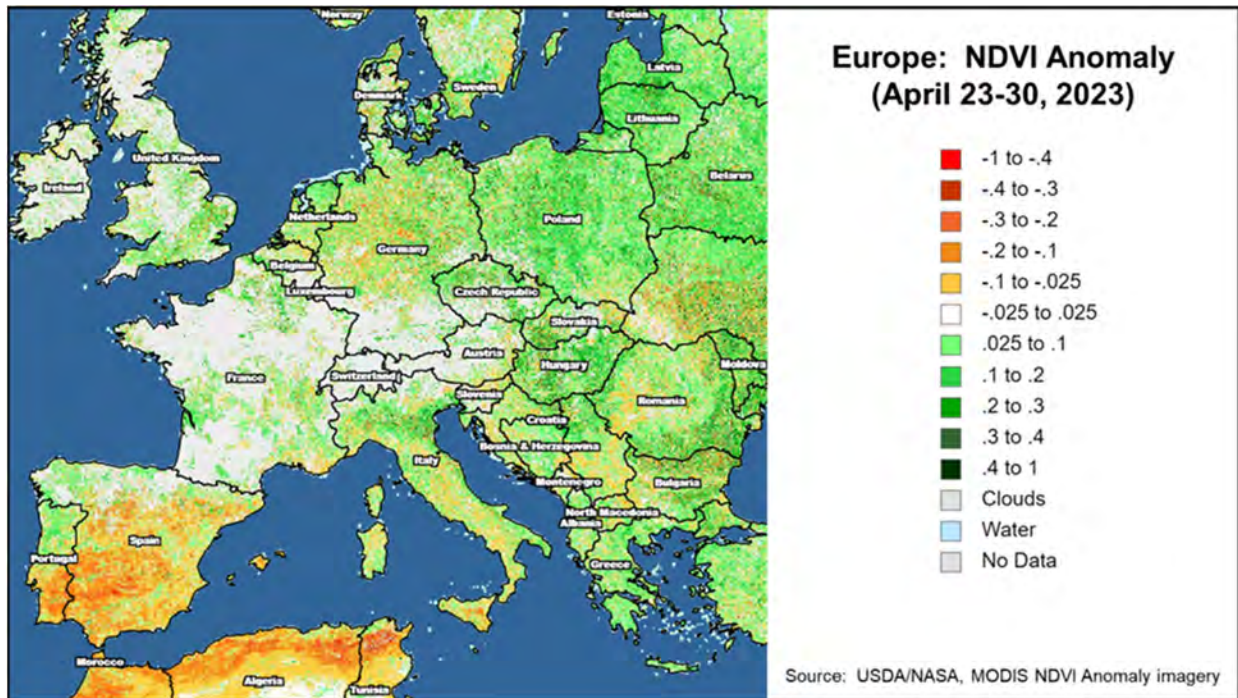 Norway
Estonia
Latvia
Denmark
Sweden
Lithuania
United Kingdom
Ireland
Belarus
Netherlands
Poland
Germany
Belgium
Luxembourg
Czech Republic
Slovakia
Austria
Moldova
Hungary
France
Switzerland
Slovenia
Romania
Croatia
Bosnia & Herzegovina
Italy
Montenegro
Bulgaria
North Macedonia
Albania
Spain
Portugal
Greece
Morocco
Algeria
Tunisia
Europe: NDVI Anomaly
(April 23-30, 2023)
-1 to -.4
-.4 to -.3
-.3 to -.2
-.2 to -.1
-.1 to -.025
-.025 to .025
.025 to .1
.1 to .2
.2 to .3
.3 to .4
.4 to 1
Clouds
Water
No Data
Source: USDA/NASA, MODIS NDVI Anomaly imagery